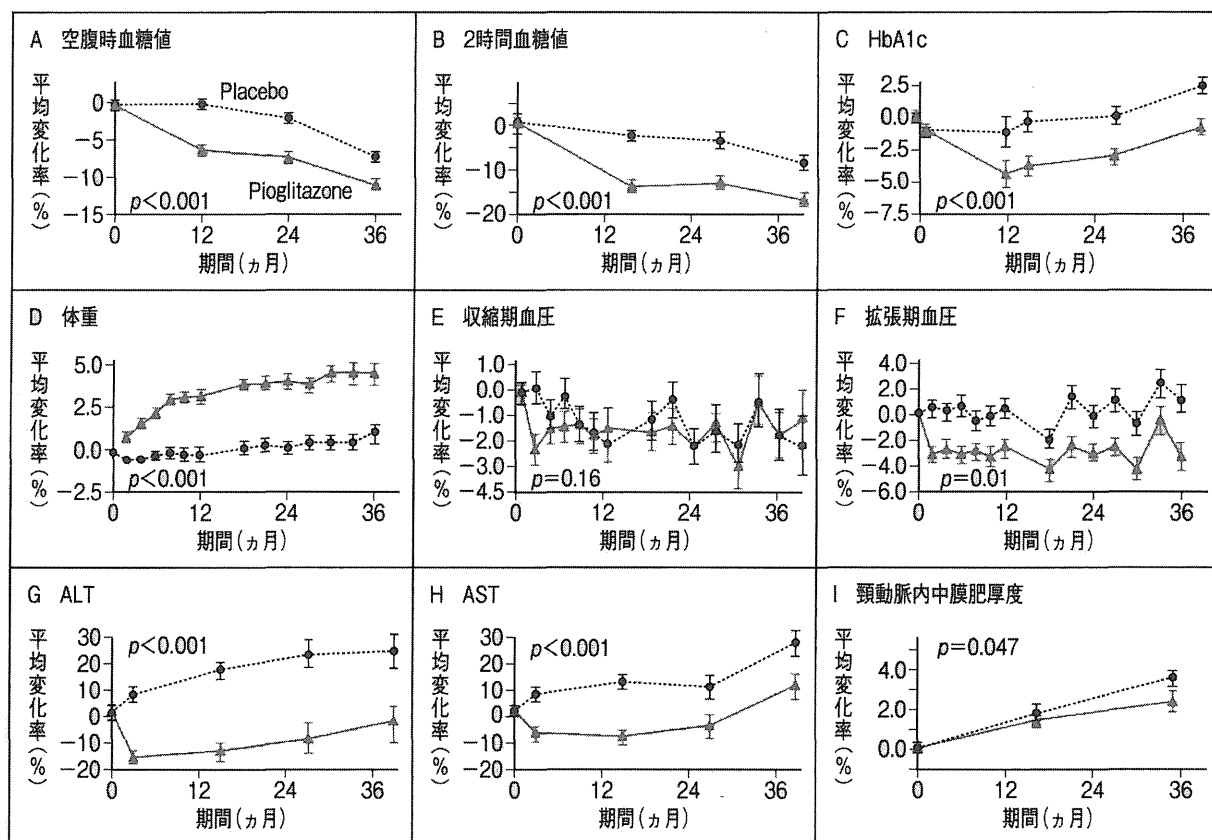 A 空腹時血糖値
平均変化率(%)
0
−5
−10
−15
Placebo
Pioglitazone
p<0.001
0 12 24 36
期間(ヵ月)
B 2時間血糖値
平均変化率(%)
0
−10
−20
p<0.001
0 12 24 36
期間(ヵ月)
C HbA1c
平均変化率(%)
2.5
0.0
−2.5
−5.0
−7.5
p<0.001
0 12 24 36
期間(ヵ月)
D 体重
平均変化率(%)
5.0
2.5
0.0
−2.5
p<0.001
0 12 24 36
期間(ヵ月)
E 収縮期血圧
平均変化率(%)
1.0
0.0
−1.0
−2.0
−3.0
−4.5
p=0.16
0 12 24 36
期間(ヵ月)
F 拡張期血圧
平均変化率(%)
4.0
2.0
0.0
−2.0
−4.0
−6.0
p=0.01
0 12 24 36
期間(ヵ月)
G ALT
平均変化率(%)
30
20
10
0
−10
−20
p<0.001
0 12 24 36
期間(ヵ月)
H AST
平均変化率(%)
30
20
10
0
−10
−20
p<0.001
0 12 24 36
期間(ヵ月)
I 頸動脈内中膜肥厚度
平均変化率(%)
4.0
2.0
0.0
p=0.047
0 12 24 36
期間(ヵ月)